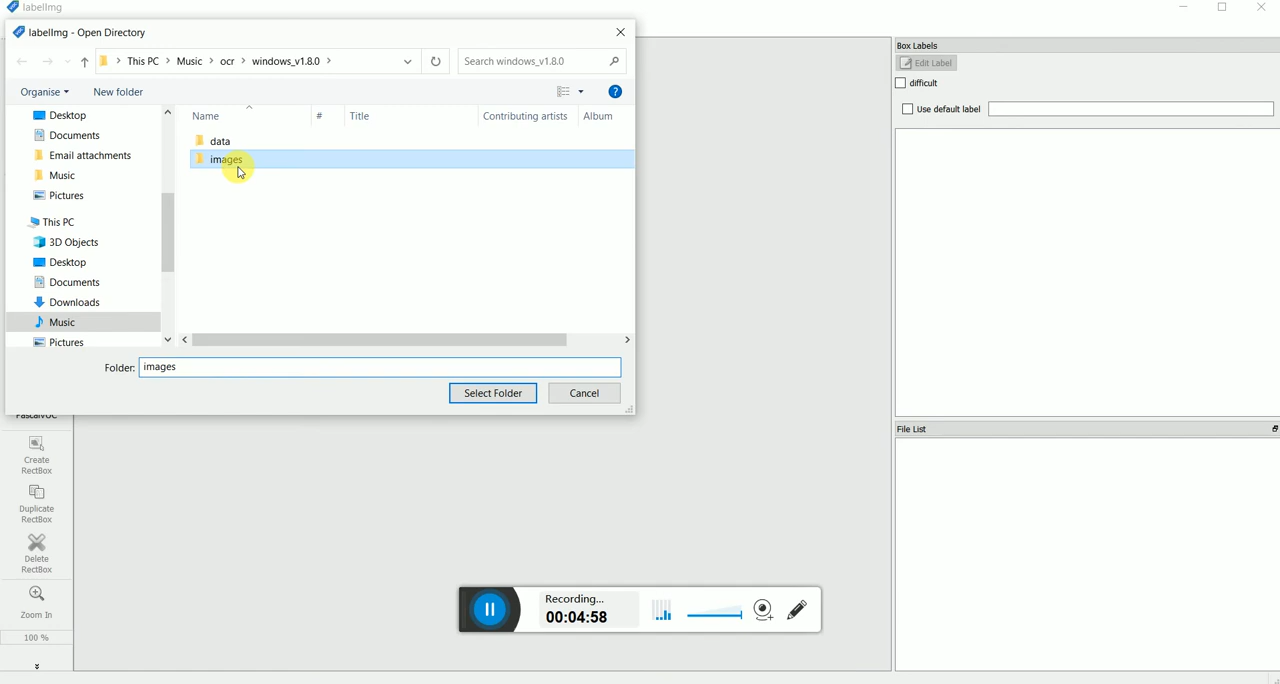 labelImg
labelImg - Open Directory
This PC > Music > ocr > windows_v1.8.0 >
Search windows_v1.8.0
Organise
New folder
?
Desktop
Documents
Email attachments
Music
Pictures
This PC
3D Objects
Desktop
Documents
Downloads
Music
Pictures
Name
#
Title
Contributing artists
Album
data
images
Folder:
images
Select Folder
Cancel
PascalVOC
Create
RectBox
Duplicate
RectBox
Delete
RectBox
Zoom In
100 %
Box Labels
Edit Label
difficult
Use default label
File List
Recording...
00:04:58